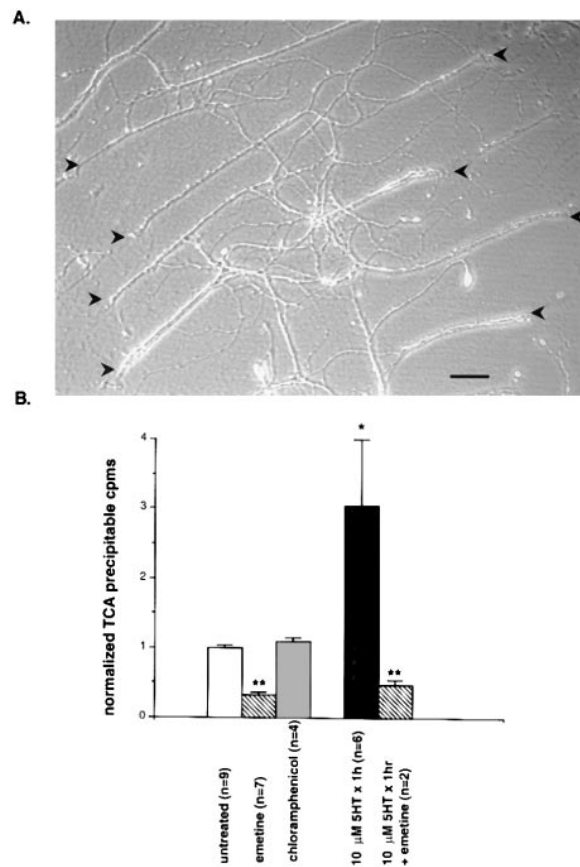 A.
B.
normalized TCA precipitable cpms
4
3
2
1
0
*
**
**
untreated (n=9)
emetine (n=7)
chloramphenicol (n=4)
10 µM 5HT x 1h (n=6)
10 µM 5HT x 1hr
+ emetine (n=2)